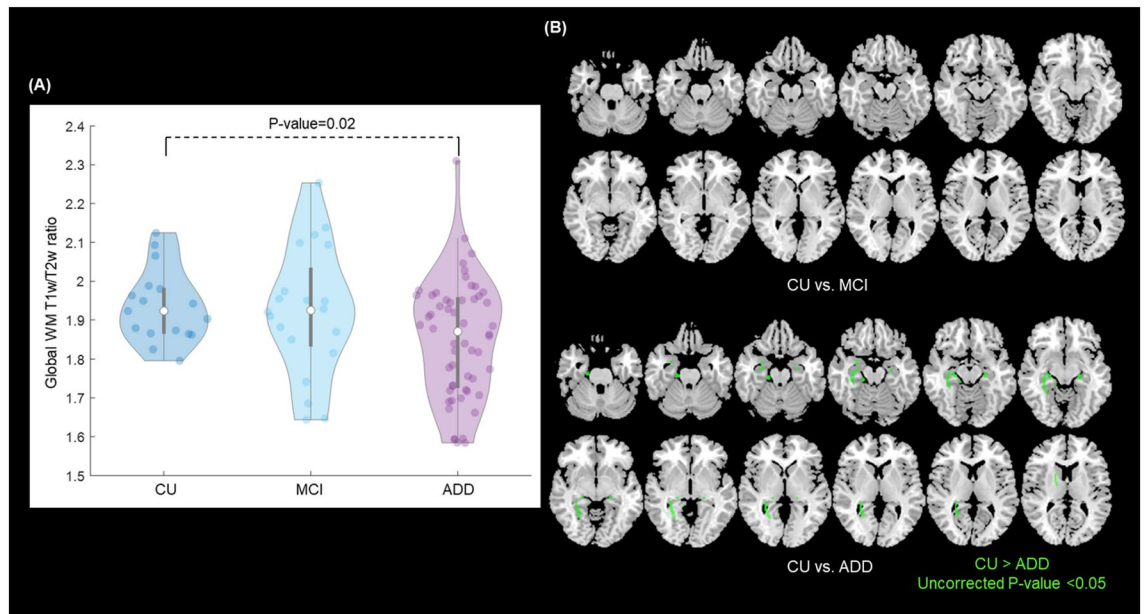 (A)
P-value=0.02
Global WM T1w/T2w ratio
2.4
2.3
2.2
2.1
2
1.9
1.8
1.7
1.6
1.5
CU
MCI
ADD
(B)
CU vs. MCI
CU vs. ADD
CU > ADD
Uncorrected P-value <0.05